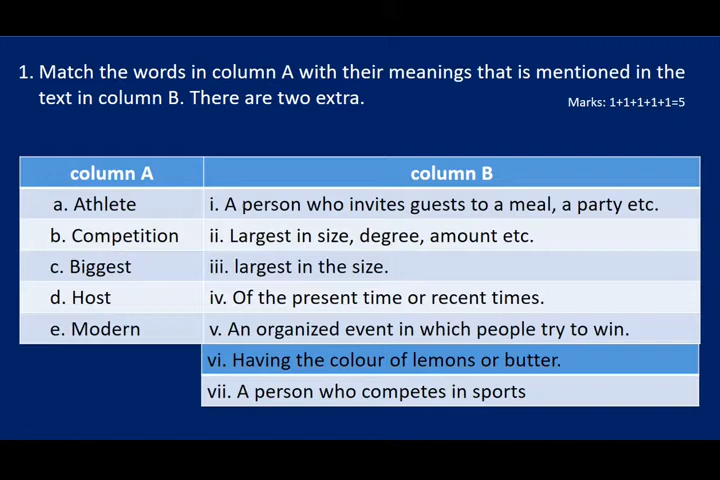 1. Match the words in column A with their meanings that is mentioned in the
text in column B. There are two extra.
Marks: 1+1+1+1+1=5
column A column B
a. Athlete i. A person who invites guests to a meal, a party etc.
b. Competition ii. Largest in size, degree, amount etc.
c. Biggest iii. largest in the size.
d. Host iv. Of the present time or recent times.
e. Modern v. An organized event in which people try to win.
vi. Having the colour of lemons or butter.
vii. A person who competes in sports